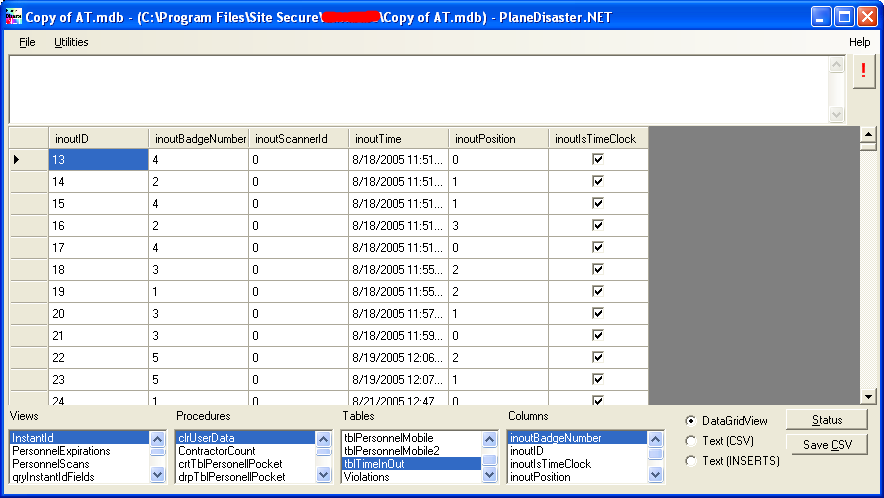 Copy of AT.mdb - (C:\Program Files\Site Secure\ \Copy of AT.mdb) - PlaneDisaster.NET
File Utilities Help
!
inoutID inoutBadgeNumber inoutScannerId inoutTime inoutPosition inoutIsTimeClock
13 4 0 8/18/2005 11:51... 0
14 2 0 8/18/2005 11:51... 1
15 4 0 8/18/2005 11:51... 1
16 2 0 8/18/2005 11:51... 3
17 4 0 8/18/2005 11:51... 0
18 3 0 8/18/2005 11:55... 2
19 1 0 8/18/2005 11:55... 2
20 3 0 8/18/2005 11:57... 1
21 3 0 8/18/2005 11:59... 0
22 5 0 8/19/2005 12:06... 2
23 5 0 8/19/2005 12:07... 1
24 1 0 8/21/2005 12:47... 0
Views Procedures Tables Columns
InstantId clrUserData tblPersonnelMobile inoutBadgeNumber
PersonnelExpirations ContractorCount tblPersonnelMobile2 inoutID
PersonnelScans crtTblPersonellPocket tblTimeInOut inoutIsTimeClock
qryInstantIdFields drpTblPersonellPocket Violations inoutPosition
DataGridView Status
Text (CSV) Save CSV
Text (INSERTS)